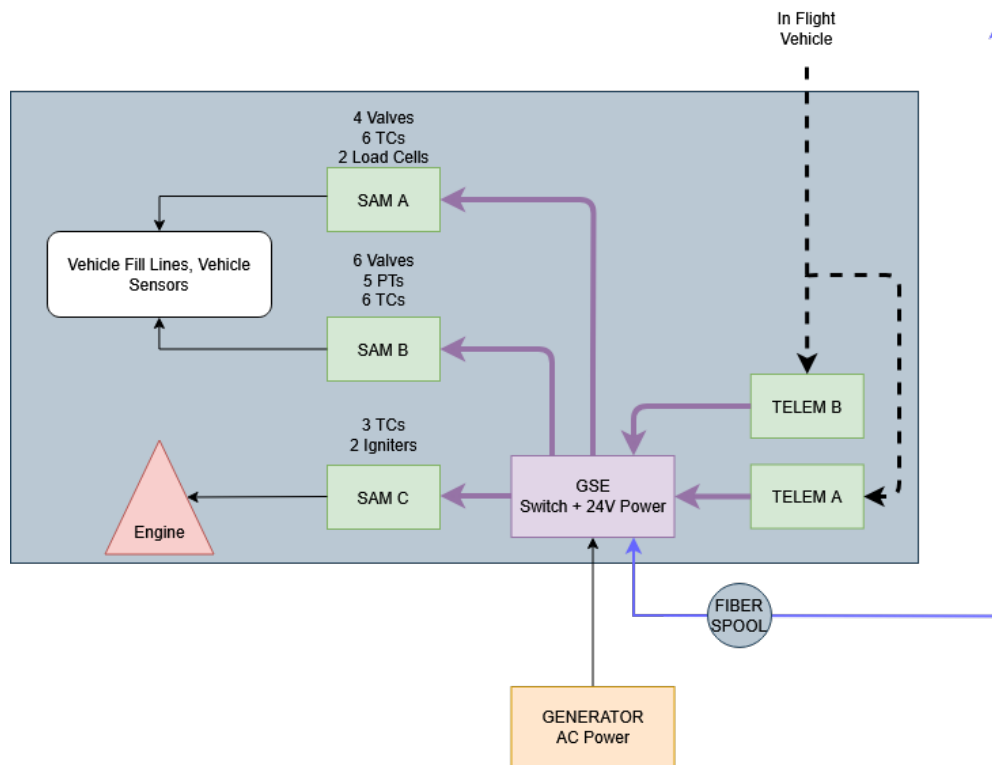 In Flight
Vehicle
4 Valves
6 TCs
2 Load Cells
SAM A
Vehicle Fill Lines, Vehicle
Sensors
6 Valves
5 PTs
6 TCs
SAM B
TELEM B
3 TCs
2 Igniters
SAM C
Engine
GSE
Switch + 24V Power
TELEM A
FIBER
SPOOL
GENERATOR
AC Power